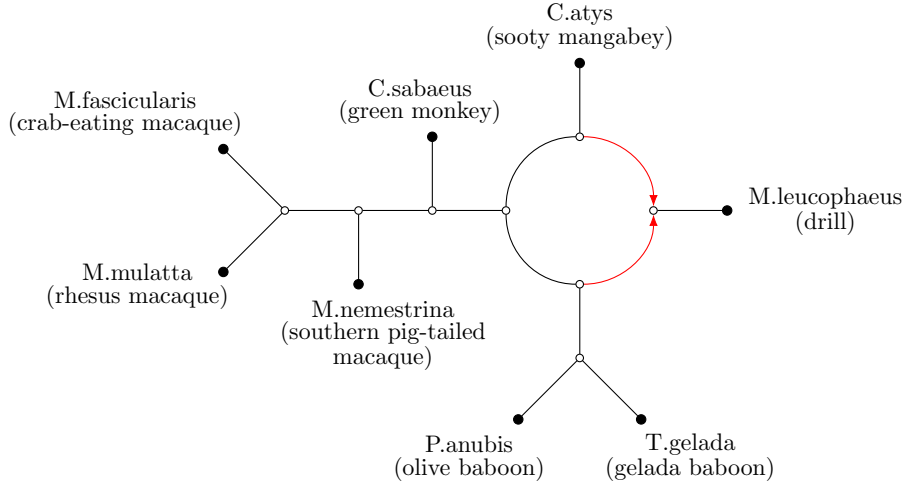 C.atys
(sooty mangabey)
C.sabaeus
(green monkey)
M.fascicularis
(crab-eating macaque)
M.leucophaeus
(drill)
M.mulatta
(rhesus macaque)
M.nemestrina
(southern pig-tailed
macaque)
P.anubis
(olive baboon)
T.gelada
(gelada baboon)